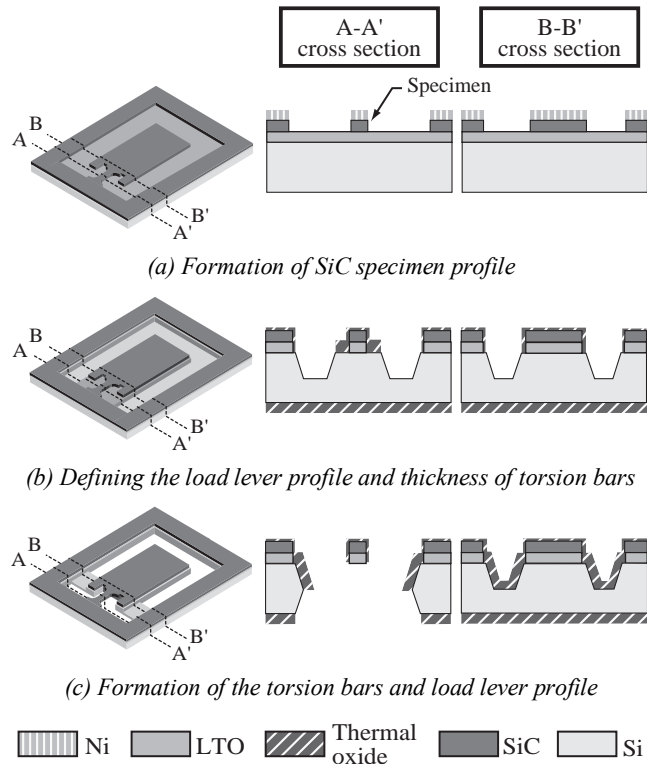 A-A'
cross section
B-B'
cross section
Specimen
B
A
B'
A'
(a) Formation of SiC specimen profile
B
A
B'
A'
(b) Defining the load lever profile and thickness of torsion bars
B
A
B'
A'
(c) Formation of the torsion bars and load lever profile
Ni
LTO
Thermal
oxide
SiC
Si